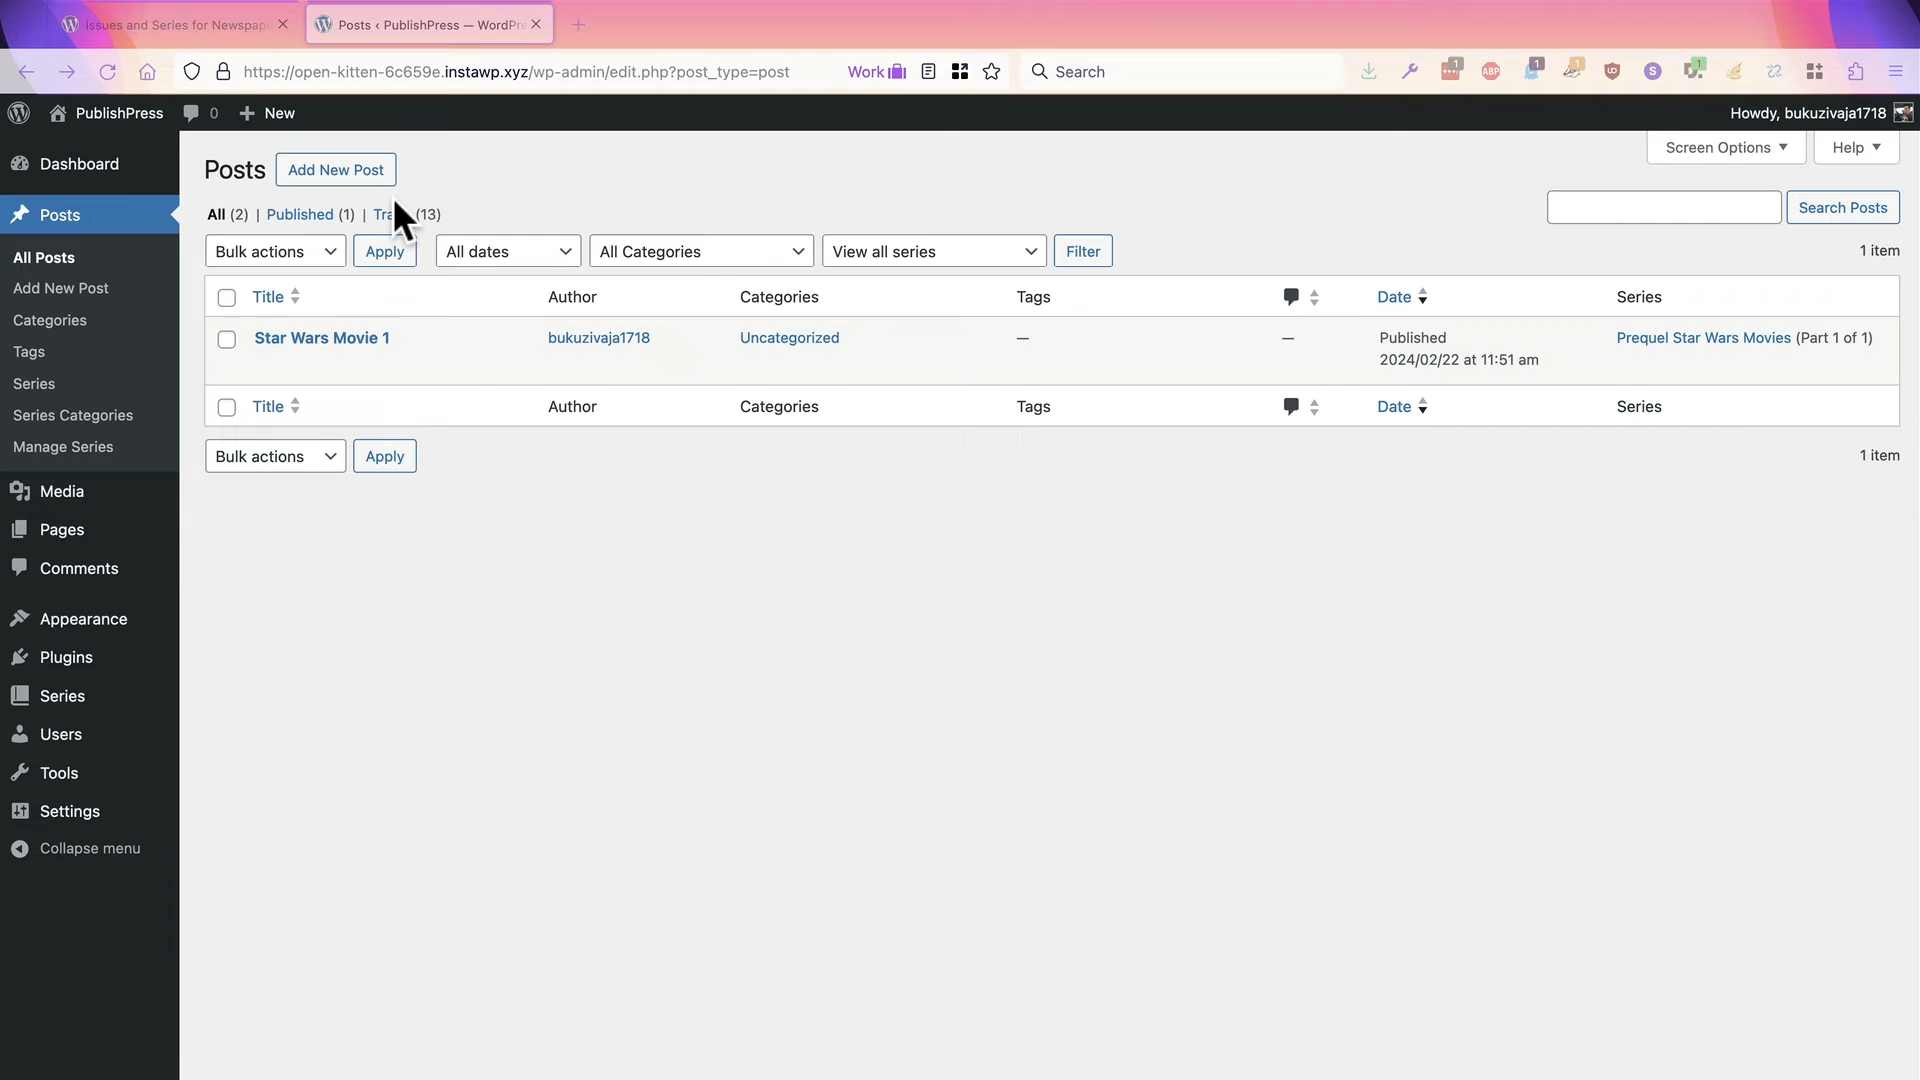 Issues and Series for Newspap
Posts ‹ PublishPress — WordPr
https://open-kitten-6c659e.instawp.xyz/wp-admin/edit.php?post_type=post
Work
Search
1
ABP
1
1
S
1
PublishPress
0
New
Howdy, bukuzivaja1718
Dashboard
Posts
All Posts
Add New Post
Categories
Tags
Series
Series Categories
Manage Series
Media
Pages
Comments
Appearance
Plugins
Series
Users
Tools
Settings
Collapse menu
Posts
Add New Post
Screen Options
Help
All (2) | Published (1) | (13)
Search Posts
Bulk actions
Apply
All dates
All Categories
View all series
Filter
1 item
Title
Author
Categories
Tags
Date
Series
Star Wars Movie 1
bukuzivaja1718
Uncategorized
—
—
Published
2024/02/22 at 11:51 am
Prequel Star Wars Movies (Part 1 of 1)
Title
Author
Categories
Tags
Date
Series
Bulk actions
Apply
1 item